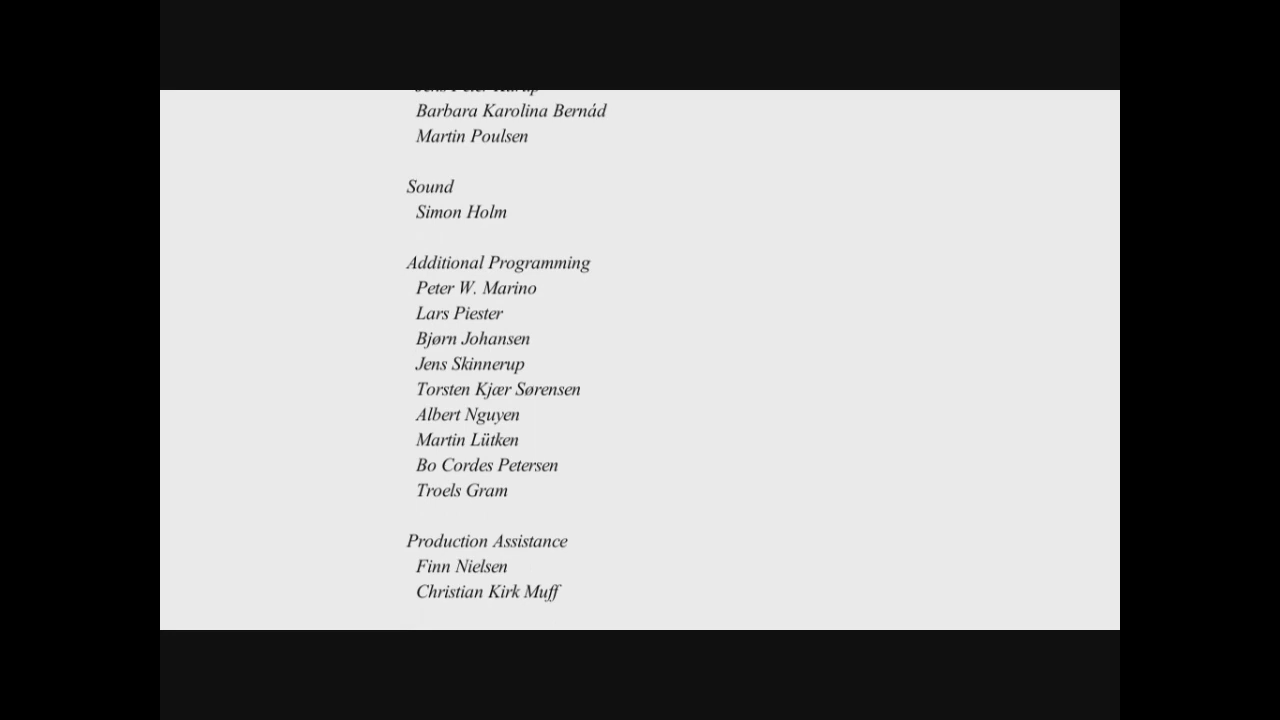 Barbara Karolina Bernád
Martin Poulsen
Sound
Simon Holm
Additional Programming
Peter W. Marino
Lars Piester
Bjørn Johansen
Jens Skinnerup
Torsten Kjær Sørensen
Albert Nguyen
Martin Lütken
Bo Cordes Petersen
Troels Gram
Production Assistance
Finn Nielsen
Christian Kirk Muff